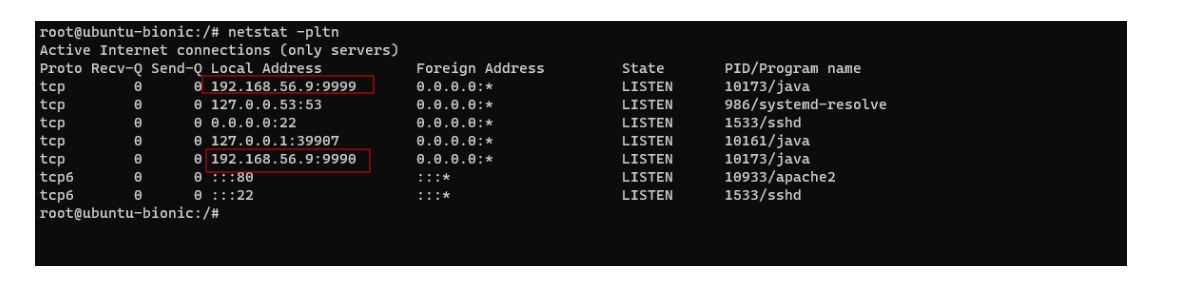 root@ubuntu-bionic:/# netstat -pltn
Active Internet connections (only servers)
Proto Recv-Q Send-Q Local Address           Foreign Address         State       PID/Program name
tcp        0      0 192.168.56.9:9999       0.0.0.0:*               LISTEN      10173/java
tcp        0      0 127.0.0.53:53           0.0.0.0:*               LISTEN      986/systemd-resolve
tcp        0      0 0.0.0.0:22              0.0.0.0:*               LISTEN      1533/sshd
tcp        0      0 127.0.0.1:39907         0.0.0.0:*               LISTEN      10161/java
tcp        0      0 192.168.56.9:9990       0.0.0.0:*               LISTEN      10173/java
tcp6       0      0 :::80                   :::*                    LISTEN      10933/apache2
tcp6       0      0 :::22                   :::*                    LISTEN      1533/sshd
root@ubuntu-bionic:/#